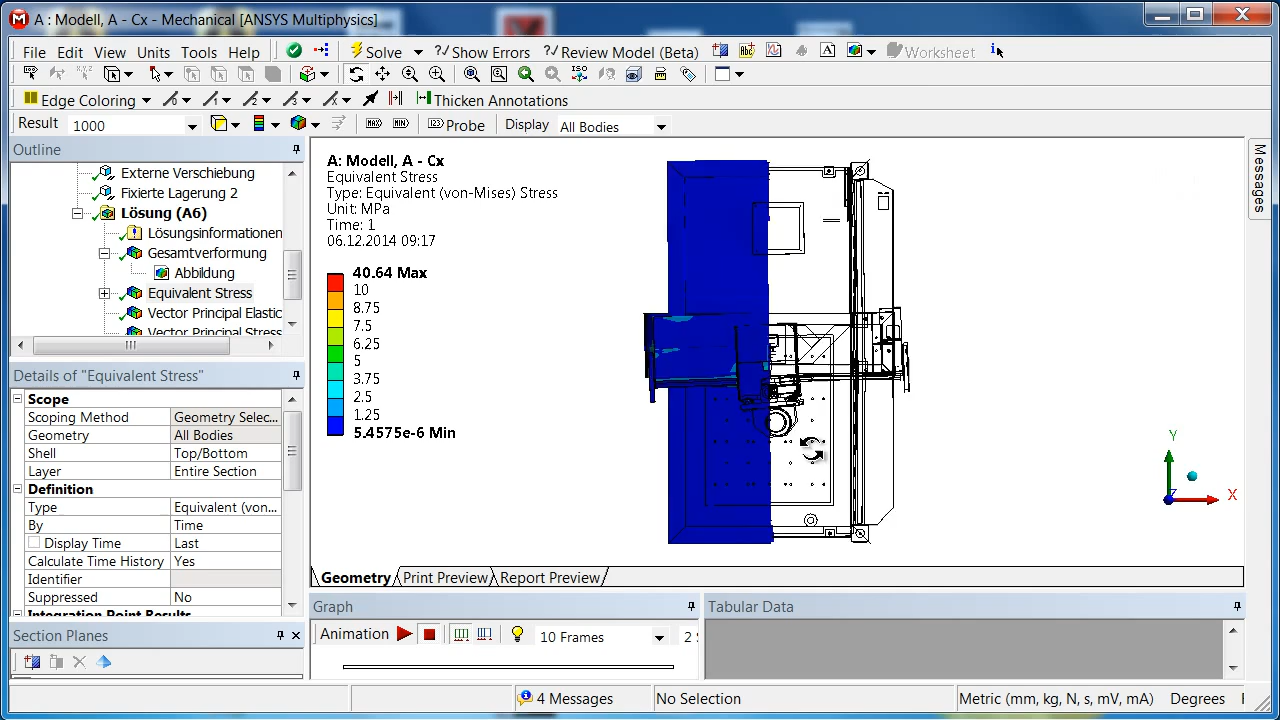 A : Modell, A - Cx - Mechanical [ANSYS Multiphysics]
File Edit View Units Tools Help Solve ?/ Show Errors ?/ Review Model (Beta) A Worksheet
ISO
Edge Coloring Thicken Annotations
Result 1000 MAX MIN Probe Display All Bodies
Outline
Externe Verschiebung
Fixierte Lagerung 2
Lösung (A6)
Lösungsinformationen
Gesamtverformung
Abbildung
Equivalent Stress
Vector Principal Elastic
Vector Principal Stress
Details of "Equivalent Stress"
Scope
Scoping Method Geometry Selec...
Geometry All Bodies
Shell Top/Bottom
Layer Entire Section
Definition
Type Equivalent (von...
By Time
Display Time Last
Calculate Time History Yes
Identifier
Suppressed No
Integration Point Results
Section Planes
A: Modell, A - Cx
Equivalent Stress
Type: Equivalent (von-Mises) Stress
Unit: MPa
Time: 1
06.12.2014 09:17
40.64 Max
10
8.75
7.5
6.25
5
3.75
2.5
1.25
5.4575e-6 Min
Y
Z
X
Messages
Geometry Print Preview Report Preview
Graph
Animation 10 Frames 2
Tabular Data
4 Messages No Selection Metric (mm, kg, N, s, mV, mA) Degrees